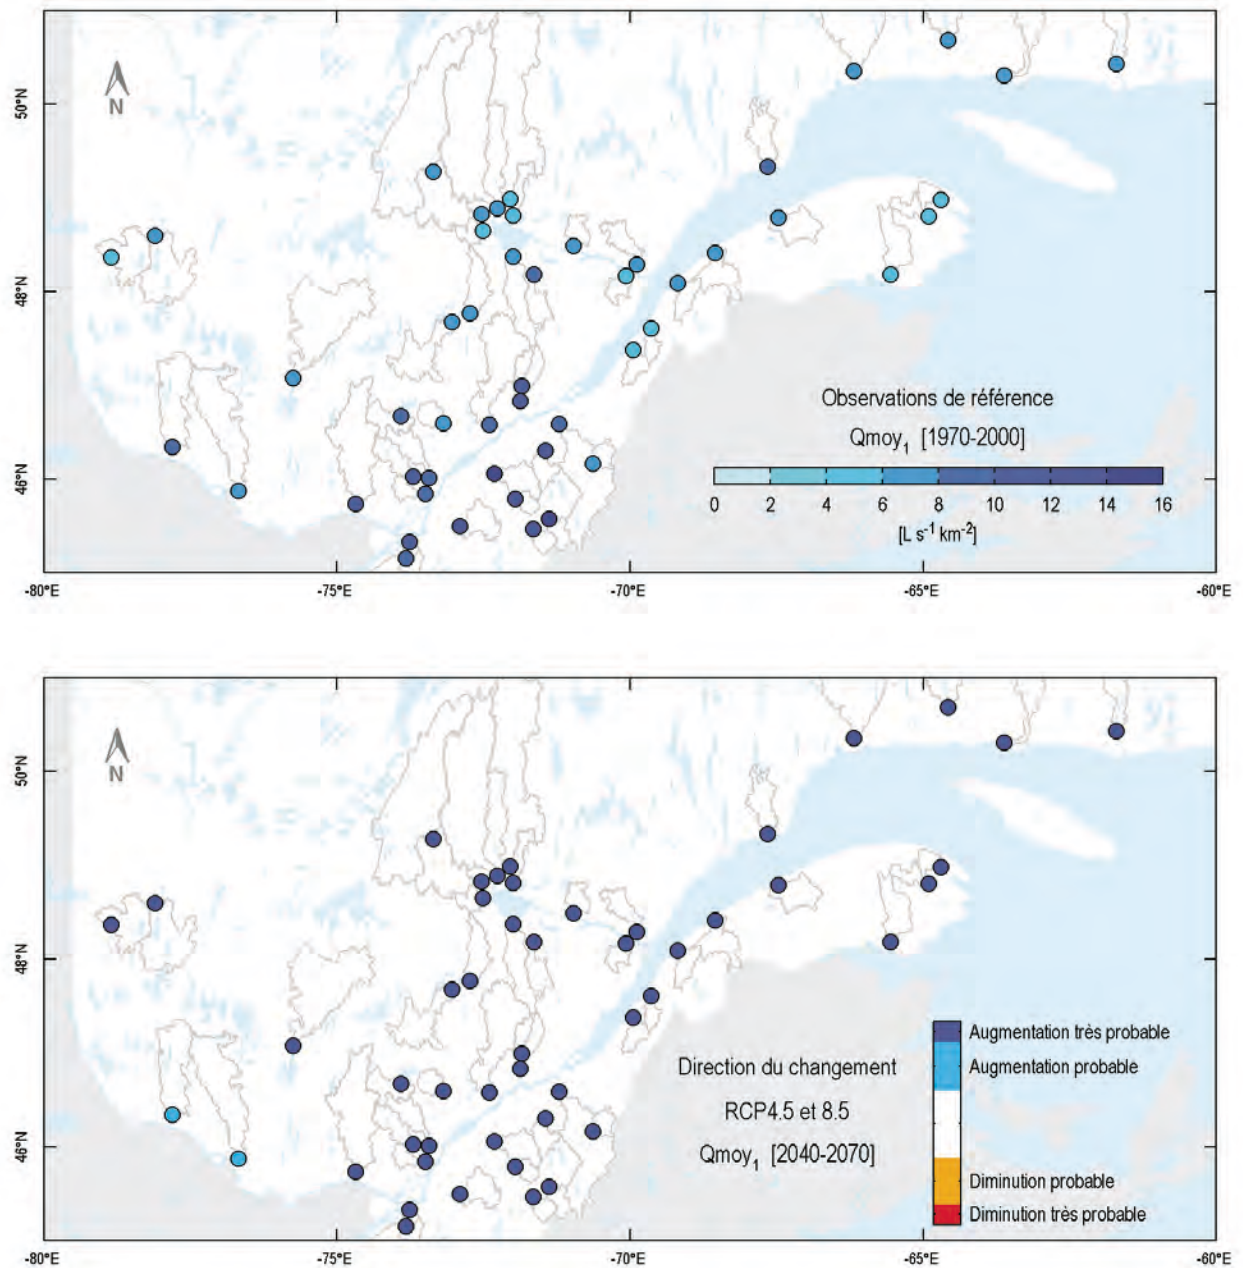 50°N
48°N
46°N
N
Observations de référence
Qmoy₁ [1970-2000]
0 2 4 6 8 10 12 14 16
[L s⁻¹ km⁻²]
-80°E -75°E -70°E -65°E -60°E
50°N
48°N
46°N
N
Direction du changement
RCP4.5 et 8.5
Qmoy₁ [2040-2070]
Augmentation très probable
Augmentation probable
Diminution probable
Diminution très probable
-80°E -75°E -70°E -65°E -60°E